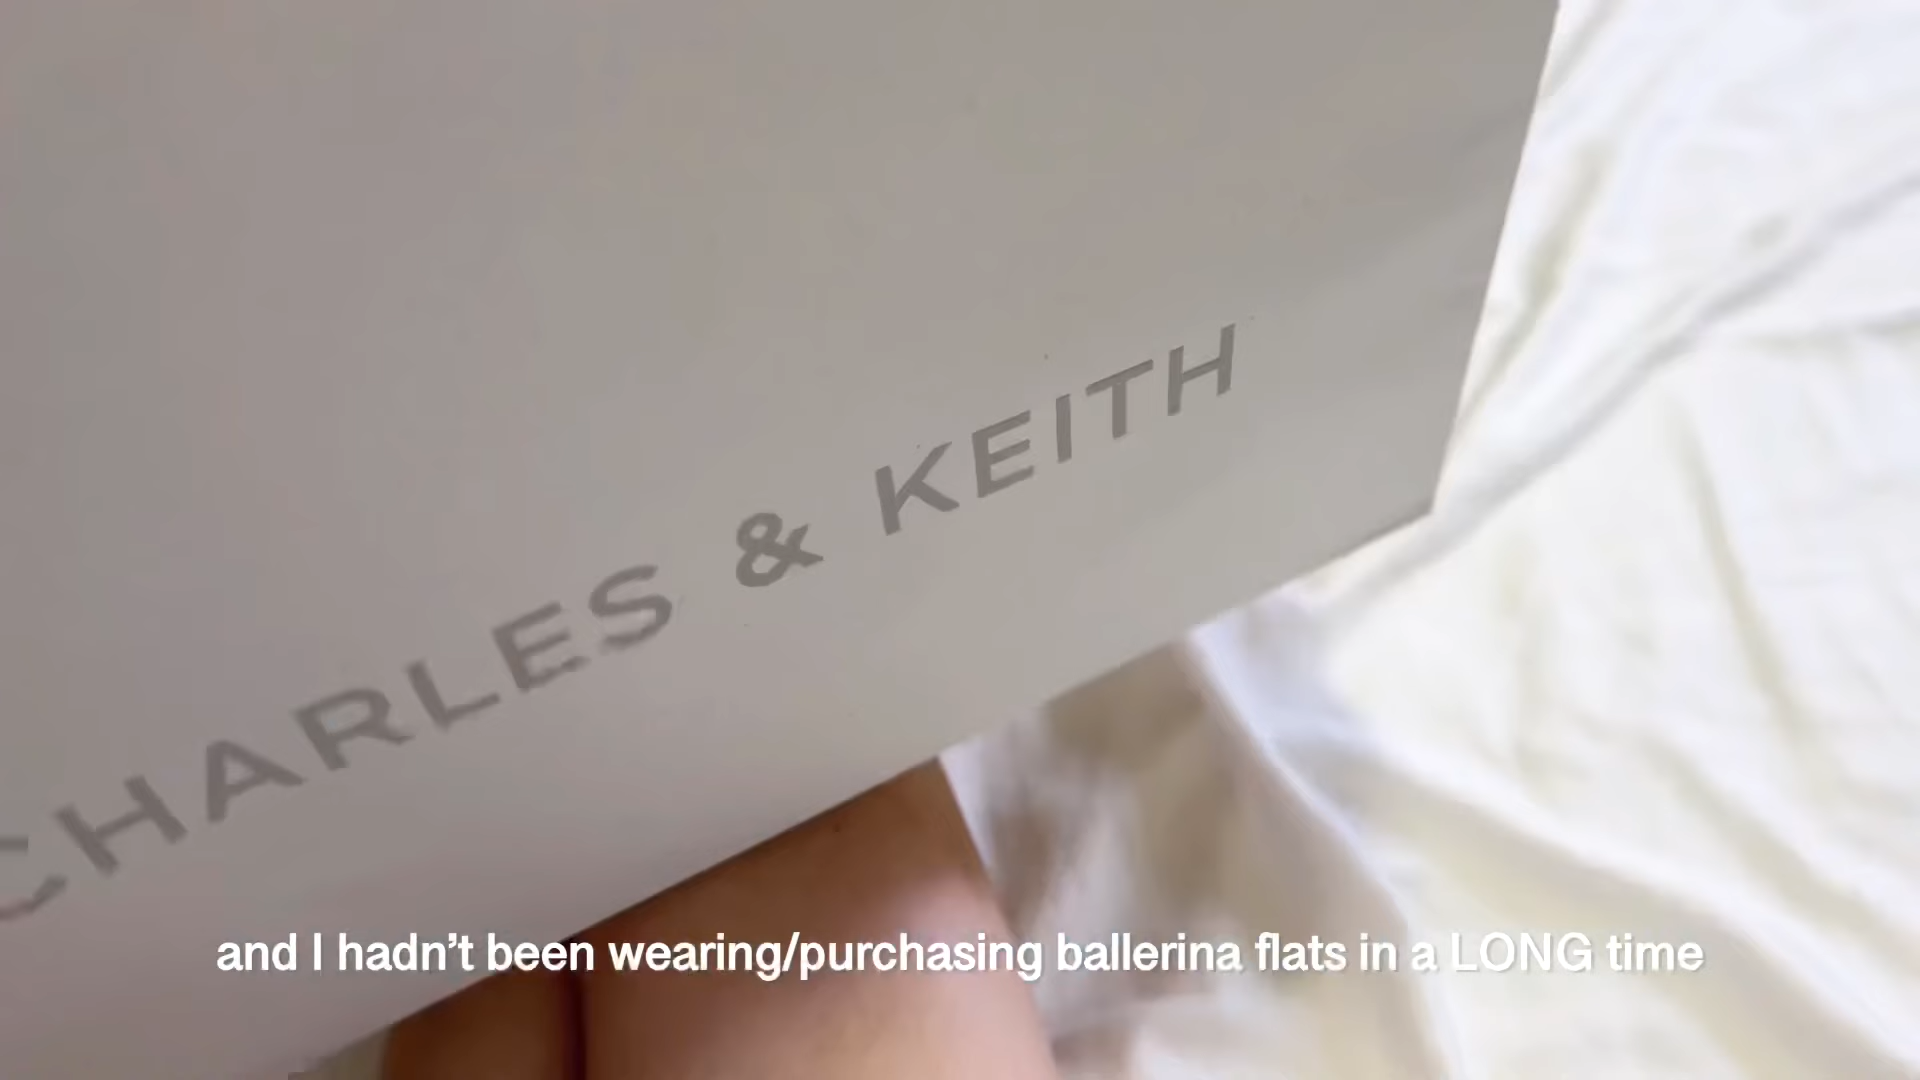 CHARLES & KEITH
and I hadn't been wearing/purchasing ballerina flats in a LONG time